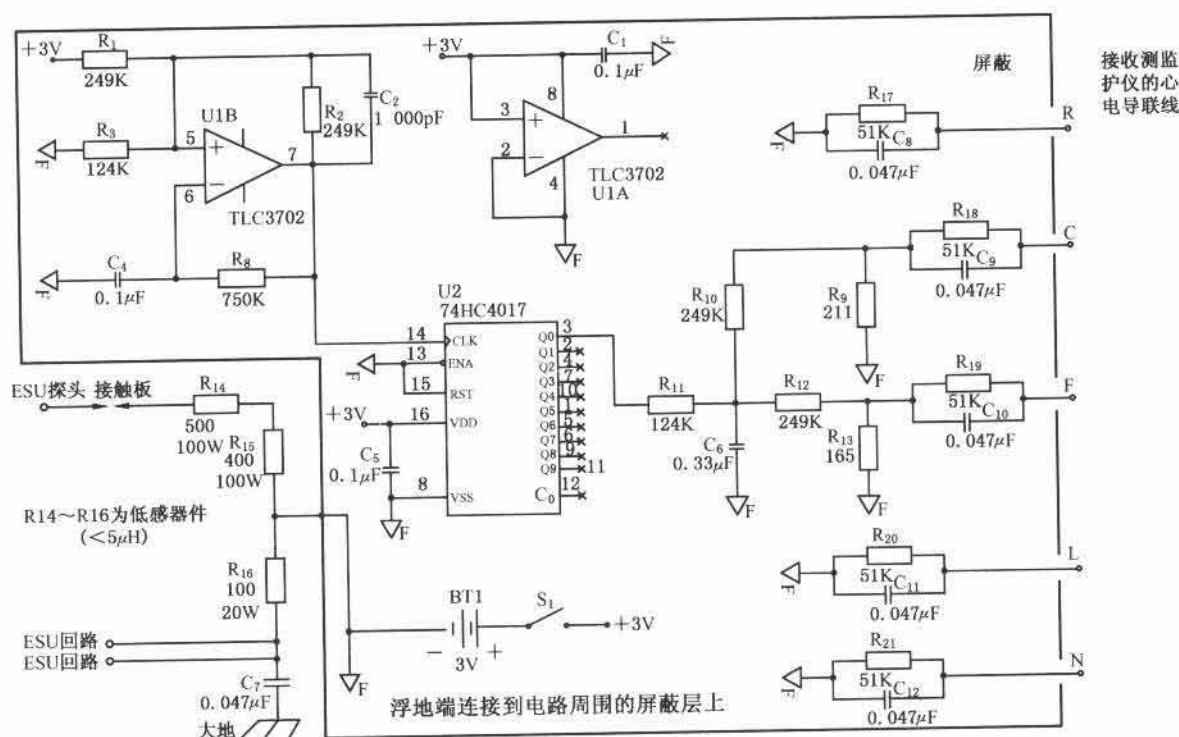 +3V
R₁
249K
R₃
124K
F
U1B
5
+
7
−
6
TLC3702
R₂
249K
C₂
1 000pF
F
C₄
0.1μF
R₈
750K
+3V
C₁
0.1μF
F
3
+
8
1
2
−
4
TLC3702
U1A
F
屏蔽
接收测监
护仪的心
电导联线
R₁₇
51K
C₈
0.047μF
F
R
R₁₈
51K
C₉
0.047μF
C
R₁₀
249K
R₉
211
F
U2
74HC4017
14
CLK
13
ENA
15
RST
16
VDD
8
VSS
F
+3V
C₅
0.1μF
F
Q0
3
Q1
2
Q2
4
Q3
7
Q4
10
Q5
1
Q6
5
Q7
6
Q8
9
Q9
11
C₀
12
R₁₁
124K
C₆
0.33μF
F
R₁₂
249K
R₁₃
165
F
R₁₉
51K
C₁₀
0.047μF
F
ESU探头 接触板
R₁₄
500
100W
R₁₅
400
100W
R14～R16为低感器件
(<5μH)
R₁₆
100
20W
ESU回路
ESU回路
C₇
0.047μF
大地
F
BT1
− +
3V
S₁
+3V
浮地端连接到电路周围的屏蔽层上
R₂₀
51K
C₁₁
0.047μF
F
L
R₂₁
51K
C₁₂
0.047μF
F
N